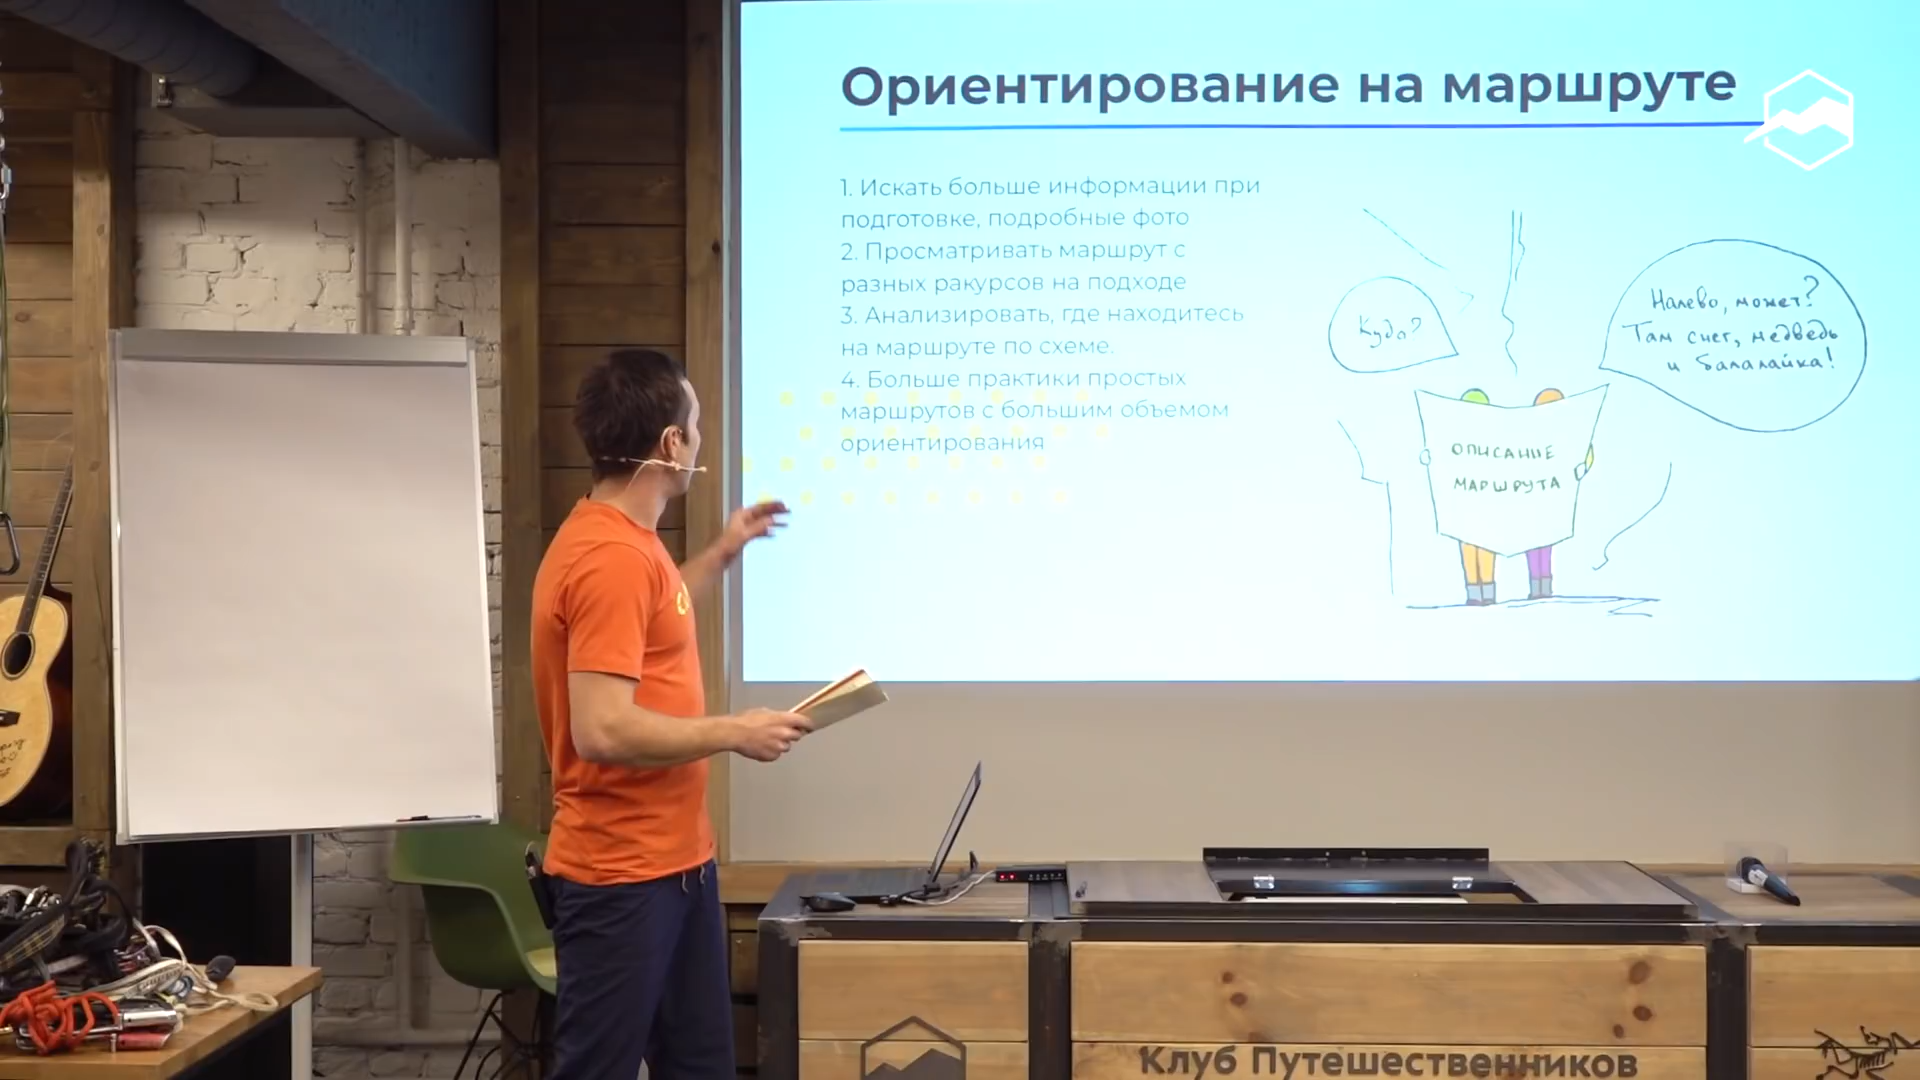 Ориентирование на маршруте
1. Искать больше информации при
подготовке, подробные фото
2. Просматривать маршрут с
разных ракурсов на подходе
3. Анализировать, где находитесь
на маршруте по схеме.
4. Больше практики простых
маршрутов с большим объемом
ориентирования
Куда?
Налево, может?
Там снег, медведь
и балалайка!
ОПИСАНИЕ
МАРШРУТА
Клуб Путешественников